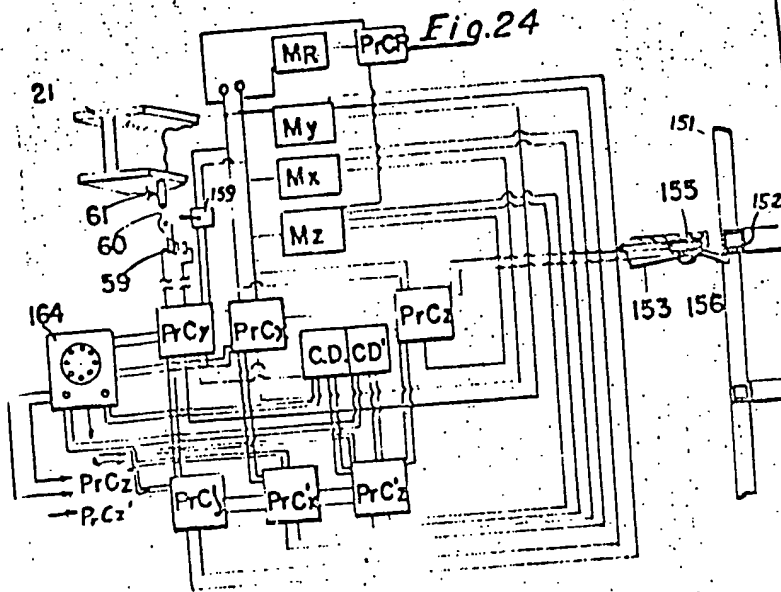 Fig.24
MR
PrCR
21
My
151
Mx
159
61
155
152
60
Mz
59
153
156
164
PrCy
PrCx
PrCz
C.D.
CD'
PrCz
PrCz'
PrC'y
PrC'x
PrC'z